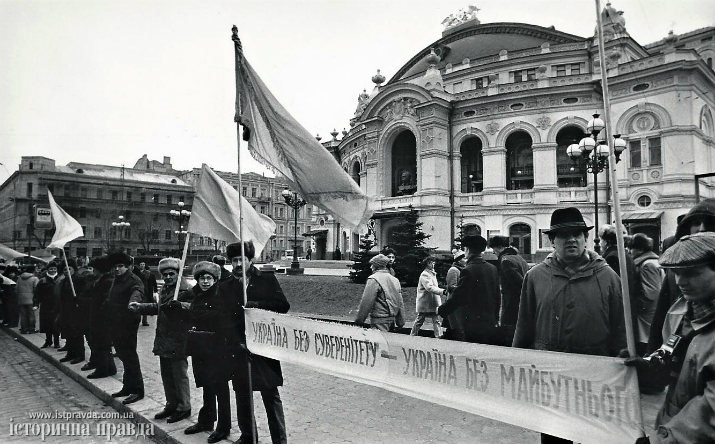 УКРАЇНА БЕЗ СУВЕРЕНІТЕТУ — УКРАЇНА БЕЗ МАЙБУТНЬОГО
www.istpravda.com.ua
історична правда